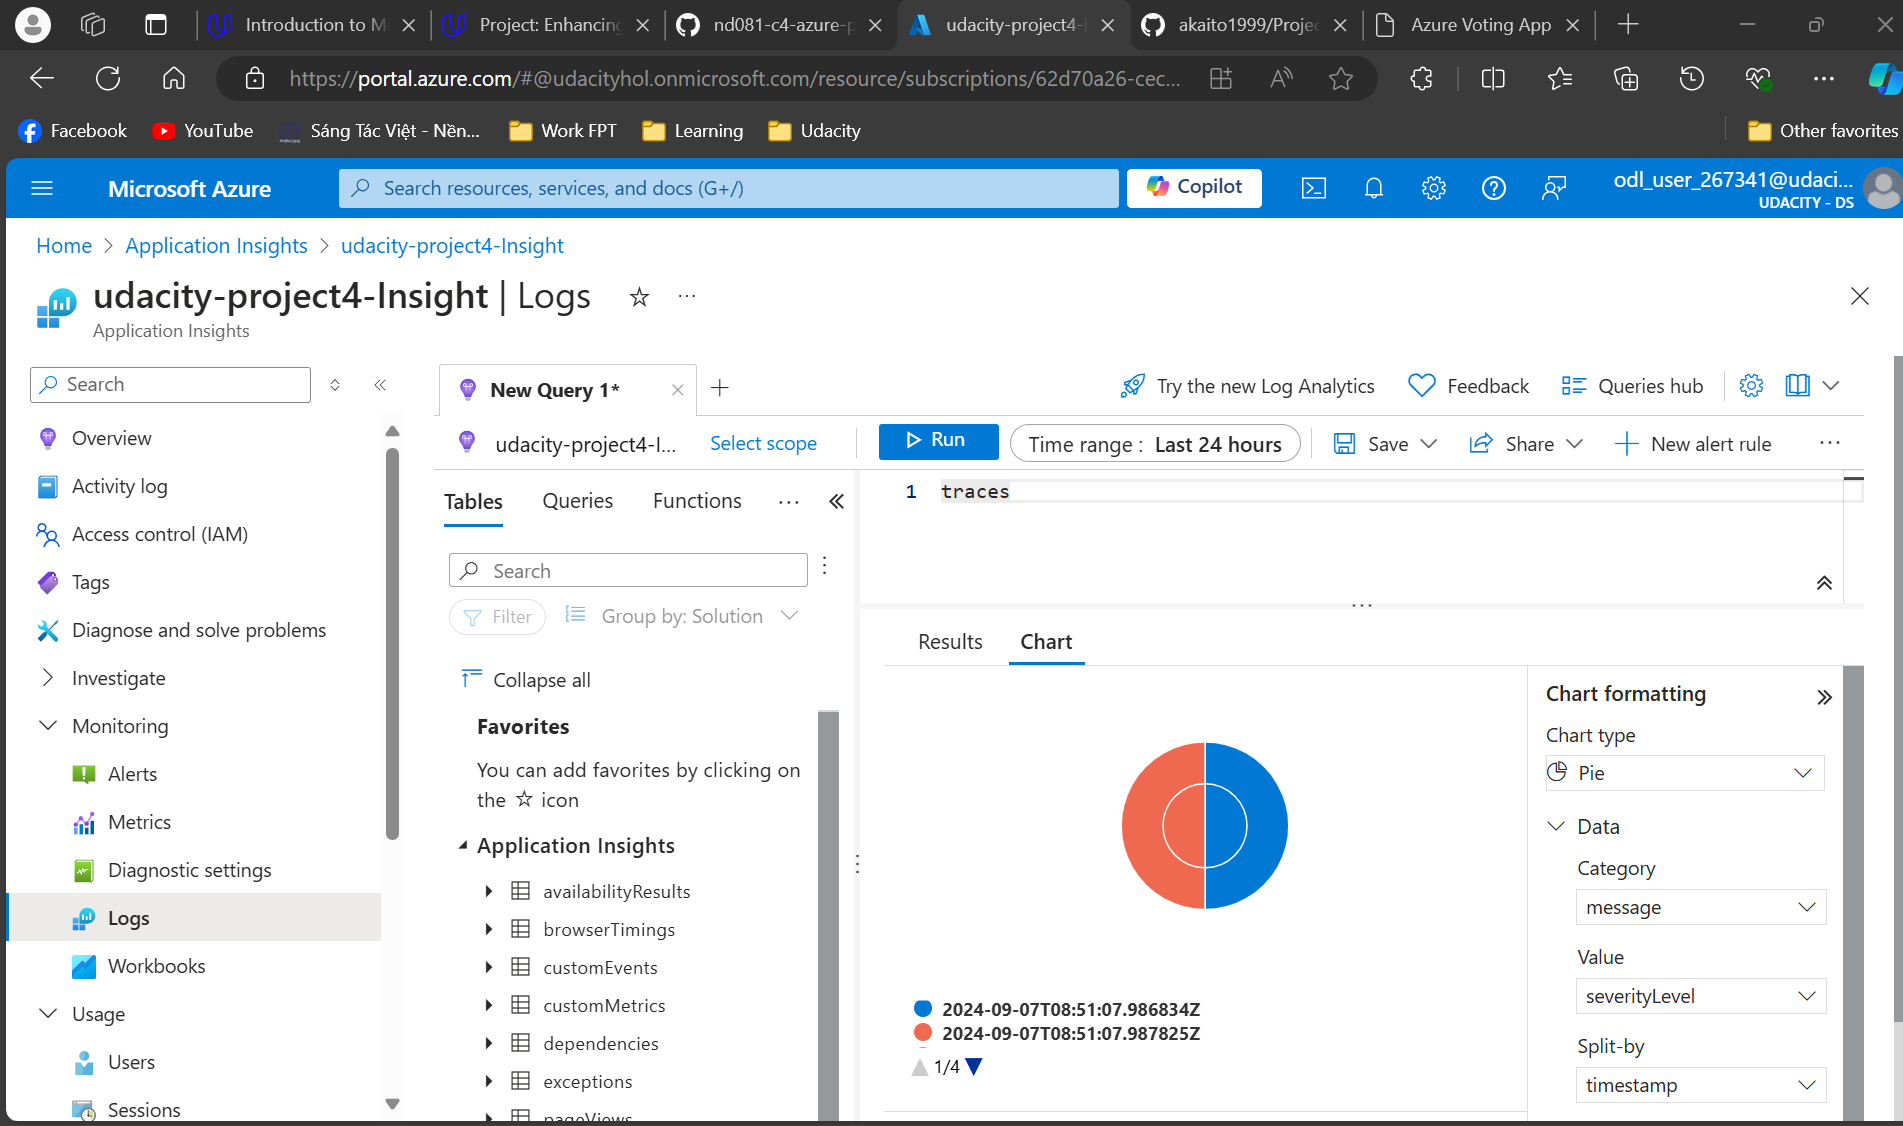 Introduction to M
Project: Enhancing
nd081-c4-azure-p
udacity-project4-I
akaito1999/Projec
Azure Voting App
https://portal.azure.com/#@udacityhol.onmicrosoft.com/resource/subscriptions/62d70a26-cec...
Facebook
YouTube
Sáng Tác Việt - Nền...
Work FPT
Learning
Udacity
Other favorites
Microsoft Azure
Search resources, services, and docs (G+/)
Copilot
odl_user_267341@udaci...
UDACITY - DS
Home > Application Insights > udacity-project4-Insight
udacity-project4-Insight | Logs
Application Insights
Search
Overview
Activity log
Access control (IAM)
Tags
Diagnose and solve problems
Investigate
Monitoring
Alerts
Metrics
Diagnostic settings
Logs
Workbooks
Usage
Users
Sessions
New Query 1*
Try the new Log Analytics
Feedback
Queries hub
udacity-project4-I...
Select scope
Run
Time range : Last 24 hours
Save
Share
New alert rule
Tables
Queries
Functions
Search
Filter
Group by: Solution
Collapse all
Favorites
You can add favorites by clicking on
the ☆ icon
Application Insights
availabilityResults
browserTimings
customEvents
customMetrics
dependencies
exceptions
pageViews
1 traces
Results
Chart
2024-09-07T08:51:07.986834Z
2024-09-07T08:51:07.987825Z
1/4
Chart formatting
Chart type
Pie
Data
Category
message
Value
severityLevel
Split-by
timestamp